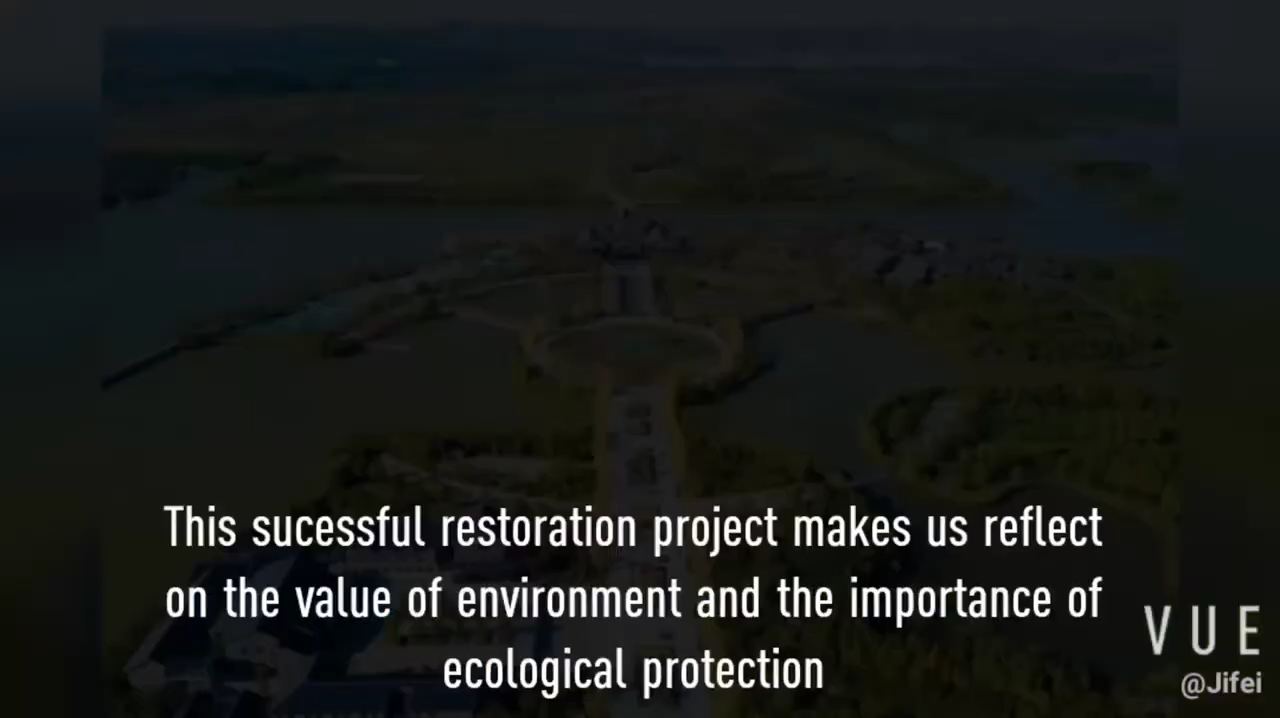 This sucessful restoration project makes us reflect
on the value of environment and the importance of
ecological protection
VUE
@Jifei